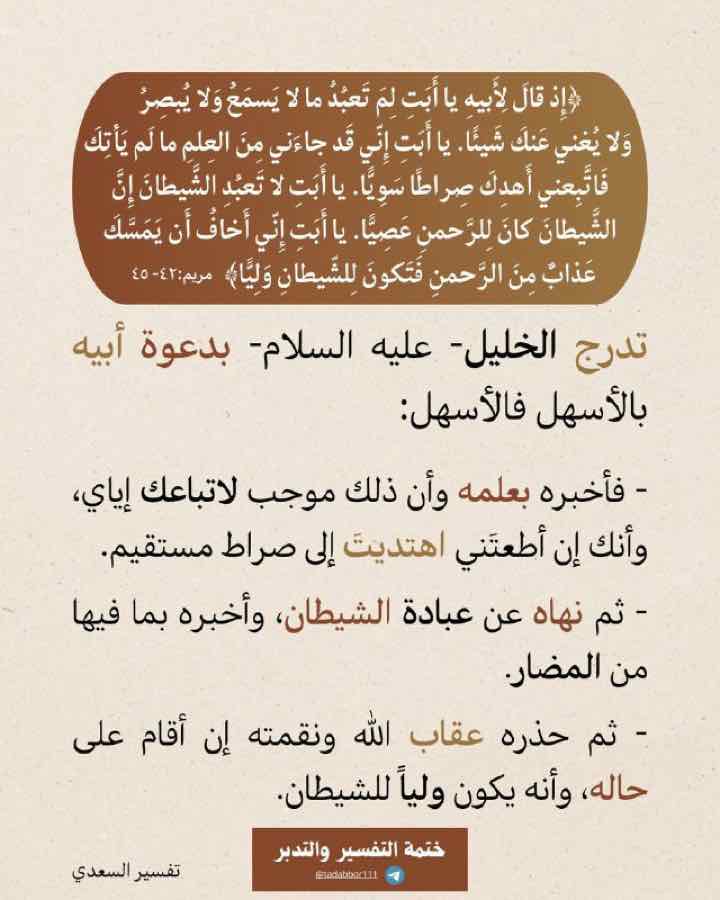 ﴿إِذ قالَ لِأَبيهِ يا أَبَتِ لِمَ تَعبُدُ ما لا يَسمَعُ وَلا يُبصِرُ
وَلا يُغني عَنكَ شَيئًا. يا أَبَتِ إِنّي قَد جاءَني مِنَ العِلمِ ما لَم يَأتِكَ
فَاتَّبِعني أَهدِكَ صِراطًا سَوِيًّا. يا أَبَتِ لا تَعبُدِ الشَّيطانَ إِنَّ
الشَّيطانَ كانَ للرَّحمنِ عَصِيًّا. يا أَبَتِ إِنّي أَخافُ أَن يَمَسَّكَ
عَذابٌ مِنَ الرَّحمنِ فَتَكونَ لِلشَّيطانِ وَلِيًّا﴾ مريم:٤٢- ٤٥
تدرج الخليل- عليه السلام- بدعوة أبيه
بالأسهل فالأسهل:
- فأخبره بعلمه وأن ذلك موجب لاتباعك إياي،
وأنك إن أطعتَني اهتديتَ إلى صراط مستقيم.
- ثم نهاه عن عبادة الشيطان، وأخبره بما فيها
من المضار.
- ثم حذره عقاب الله ونقمته إن أقام على
حاله، وأنه يكون ولياً للشيطان.
ختمة التفسير والتدبر
@tadabbor111
تفسير السعدي